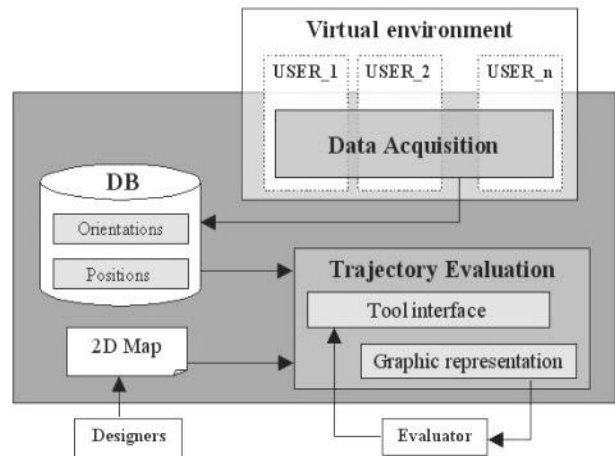 Virtual environment
USER_1 USER_2 USER_n
Data Acquisition
DB
Orientations
Positions
Trajectory Evaluation
Tool interface
Graphic representation
2D Map
Designers
Evaluator